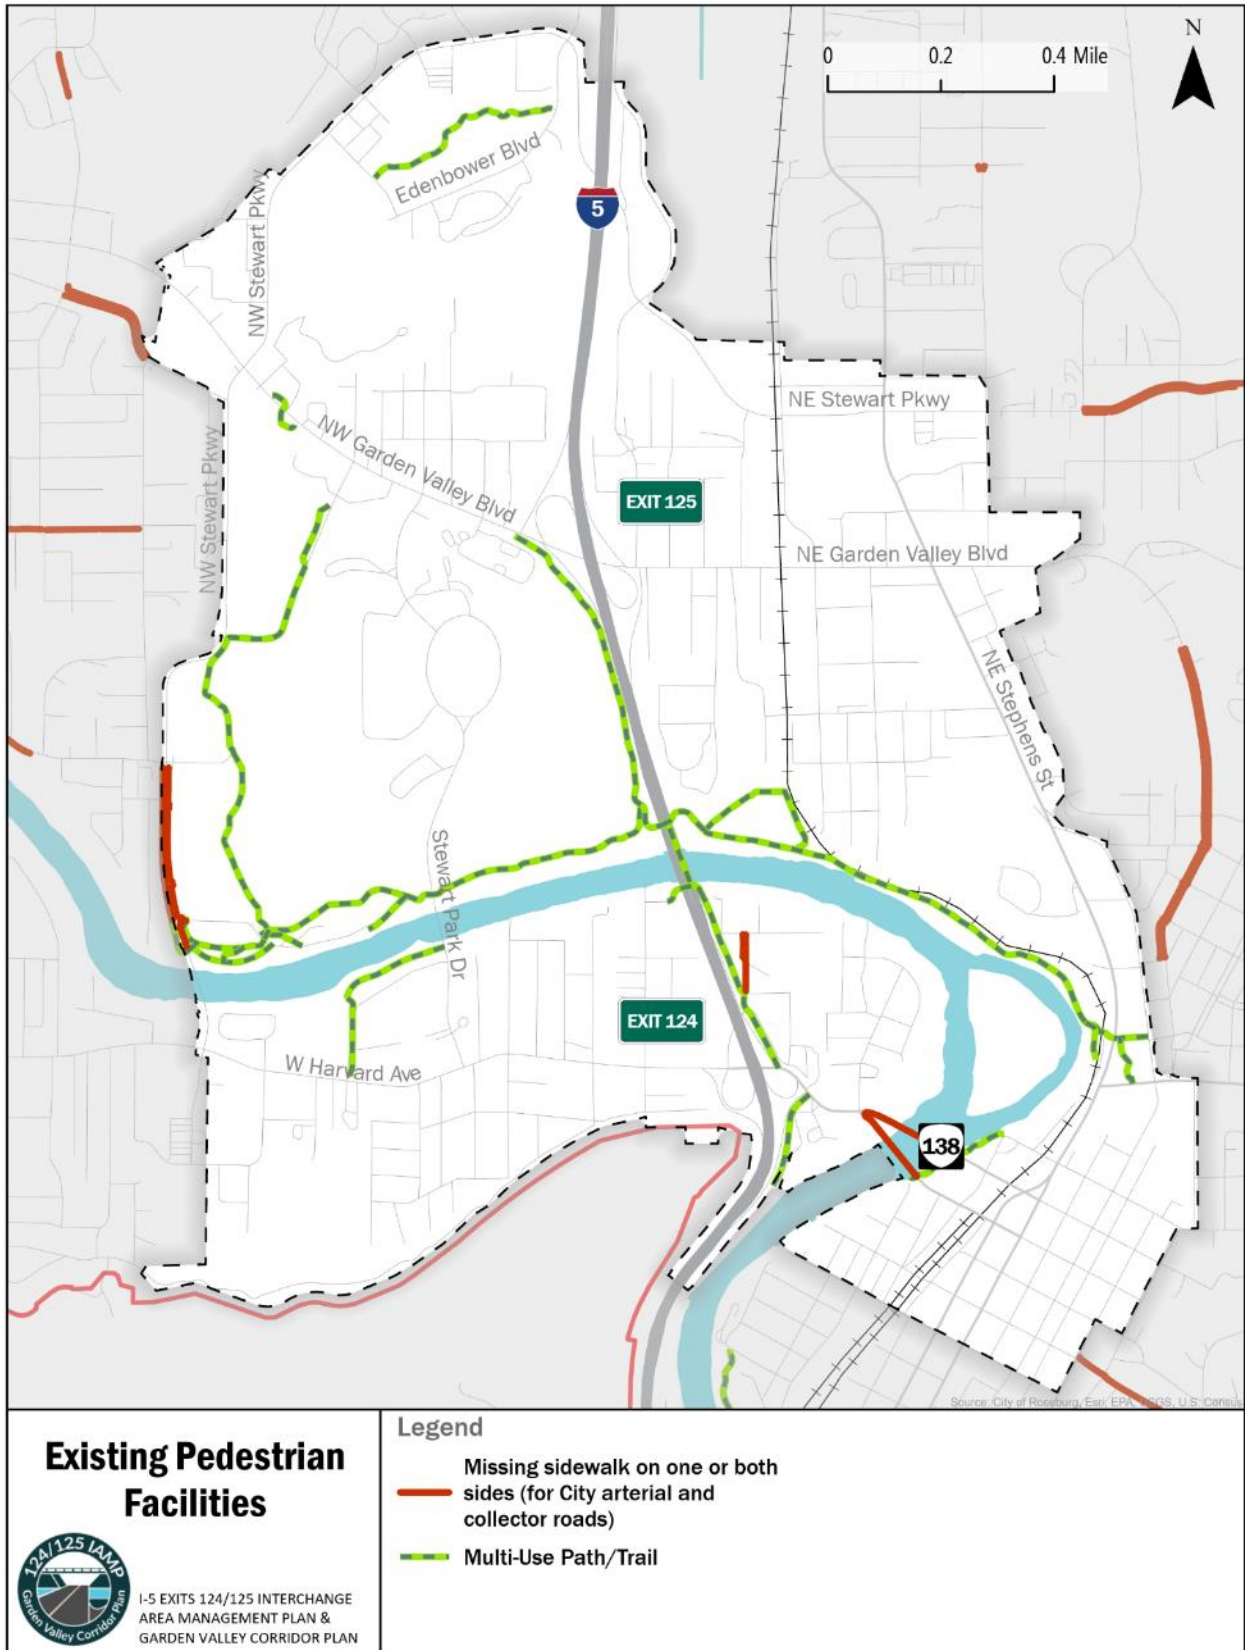 N
0 0.2 0.4 Mile
Edenbower Blvd
5
NW Stewart Pkwy
NE Stewart Pkwy
NW Garden Valley Blvd
NW Stewart Pkwy
EXIT 125
NE Garden Valley Blvd
NE Stephens St
Stewart Park Dr
EXIT 124
W Harvard Ave
138
Source: City of Roseburg, Esri, EPA, USGS, U.S. Census
Existing Pedestrian
Facilities
124/125 IAMP
Garden Valley Corridor Plan
I-5 EXITS 124/125 INTERCHANGE
AREA MANAGEMENT PLAN &
GARDEN VALLEY CORRIDOR PLAN
Legend
Missing sidewalk on one or both
sides (for City arterial and
collector roads)
Multi-Use Path/Trail